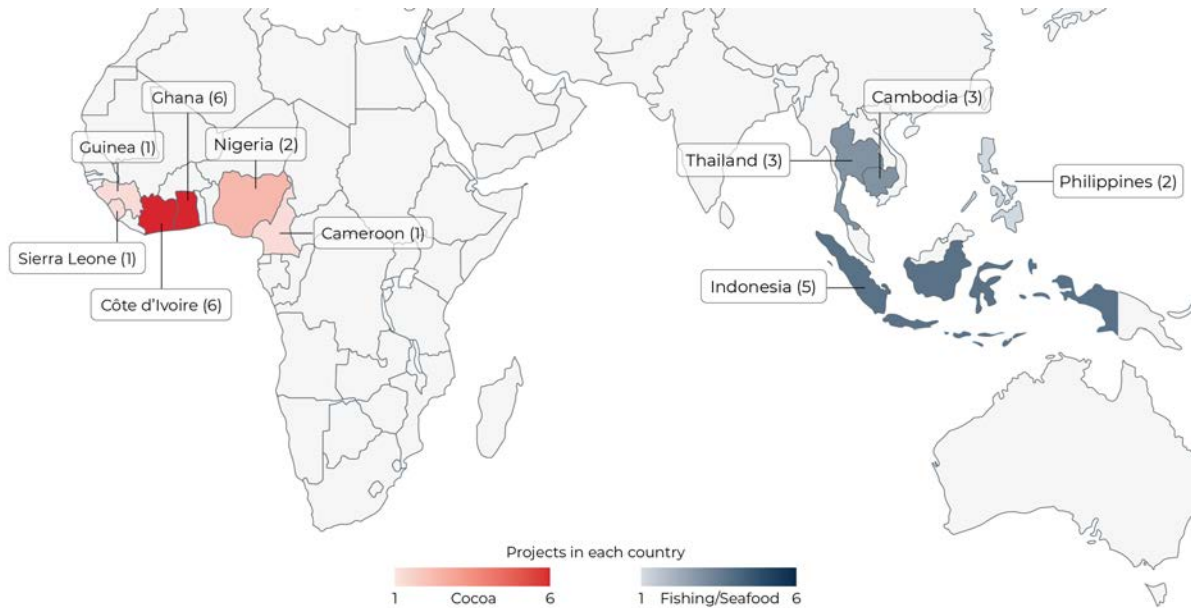 Ghana (6)
Cambodia (3)
Guinea (1)
Nigeria (2)
Thailand (3)
Philippines (2)
Cameroon (1)
Sierra Leone (1)
Indonesia (5)
Côte d’Ivoire (6)
Projects in each country
1 Cocoa 6
1 Fishing/Seafood 6